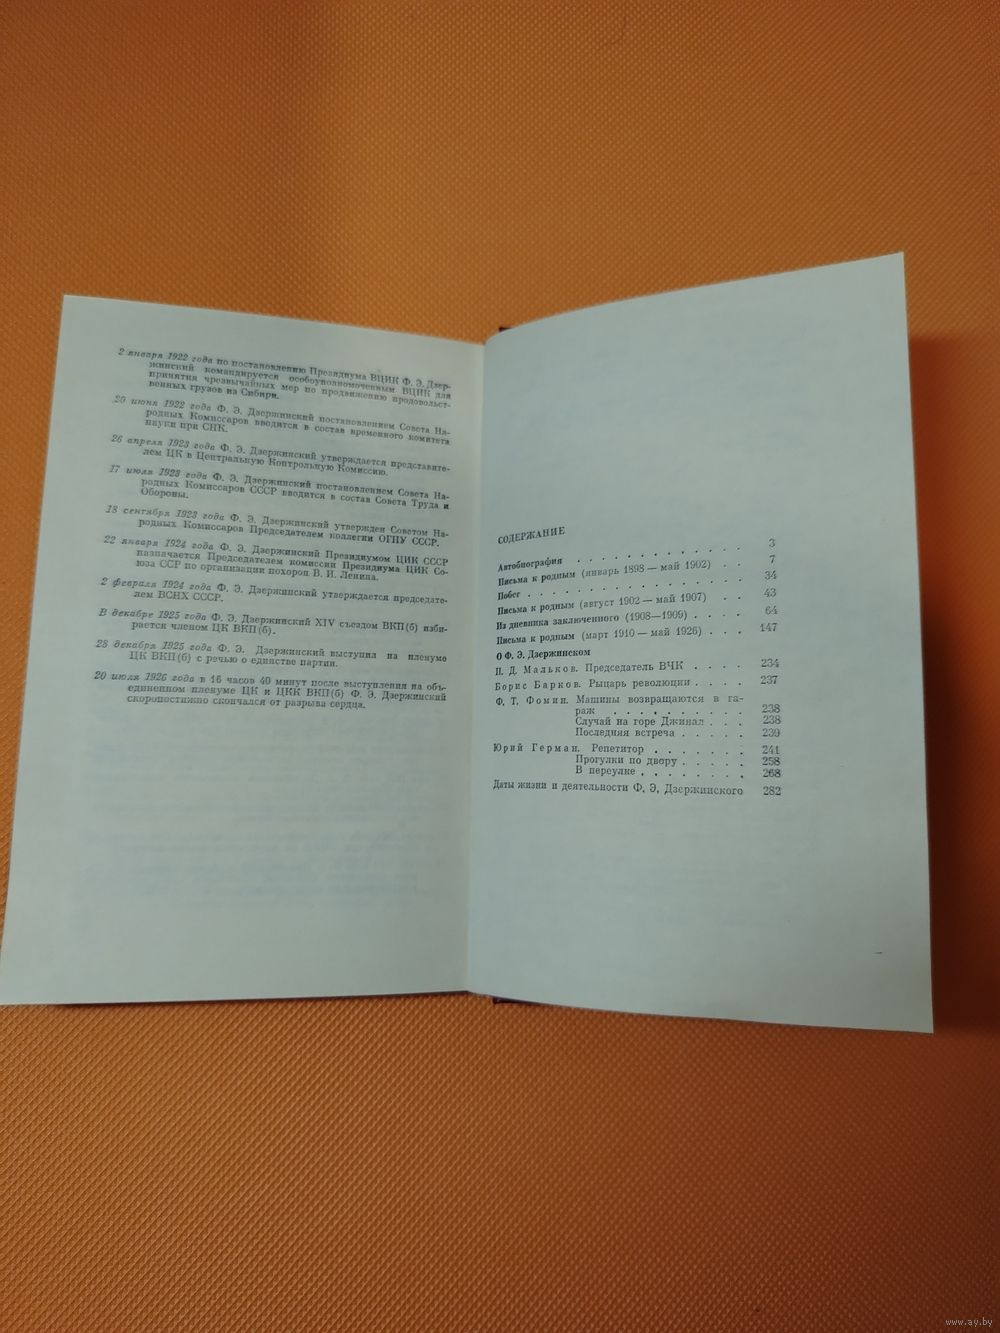 2 января 1922 года по постановлению Президиума ВЦИК Ф. Э. Дзер-
жинский командируется особоуполномоченным ВЦИК для
принятия чрезвычайных мер по продвижению продовольст-
венных грузов из Сибири.
20 июня 1922 года Ф. Э. Дзержинский постановлением Совета На-
родных Комиссаров вводится в состав временного комитета
науки при СНК.
26 апреля 1923 года Ф. Э. Дзержинский утверждается представите-
лем ЦК в Центральную Контрольную Комиссию.
17 июля 1923 года Ф. Э. Дзержинский постановлением Совета На-
родных Комиссаров СССР вводится в состав Совета Труда и
Обороны.
18 сентября 1923 года Ф. Э. Дзержинский утвержден Советом На-
родных Комиссаров Председателем коллегии ОГПУ СССР.
22 января 1924 года Ф. Э. Дзержинский Президиумом ЦИК СССР
назначается Председателем комиссии Президиума ЦИК Со-
юза ССР по организации похорон В. И. Ленина.
2 февраля 1924 года Ф. Э. Дзержинский утверждается председате-
лем ВСНХ СССР.
В декабре 1925 года Ф. Э. Дзержинский XIV съездом ВКП(б) изби-
рается членом ЦК ВКП(б).
28 декабря 1925 года Ф. Э. Дзержинский выступил на пленуме
ЦК ВКП(б) с речью о единстве партии.
20 июля 1926 года в 16 часов 40 минут после выступления на объ-
единенном пленуме ЦК и ЦКК ВКП(б) Ф. Э. Дзержинский
скоропостижно скончался от разрыва сердца.
СОДЕРЖАНИЕ
Автобиография . . . . . . . . . . . 3
Письма к родным (январь 1898 — май 1902) . . 7
Побег . . . . . . . . . . . . . 34
Письма к родным (август 1902 — май 1907) . . 43
Из дневника заключенного (1908—1909) . . . . 64
Письма к родным (март 1910 — май 1926) . . . 147
О Ф. Э. Дзержинском
П. Д. Мальков. Председатель ВЧК . . . . 234
Борис Барков. Рыцарь революции . . . . 237
Ф. Т. Фомин. Машины возвращаются в га-
раж . . . . . . . . . 238
Случай на горе Джинал . . . 238
Последняя встреча . . . . . 239
Юрий Герман. Репетитор . . . . . . . 241
Прогулки по двору . . . . . 258
В переулке . . . . . . . . 268
Даты жизни и деятельности Ф. Э. Дзержинского 282
www.ay.by